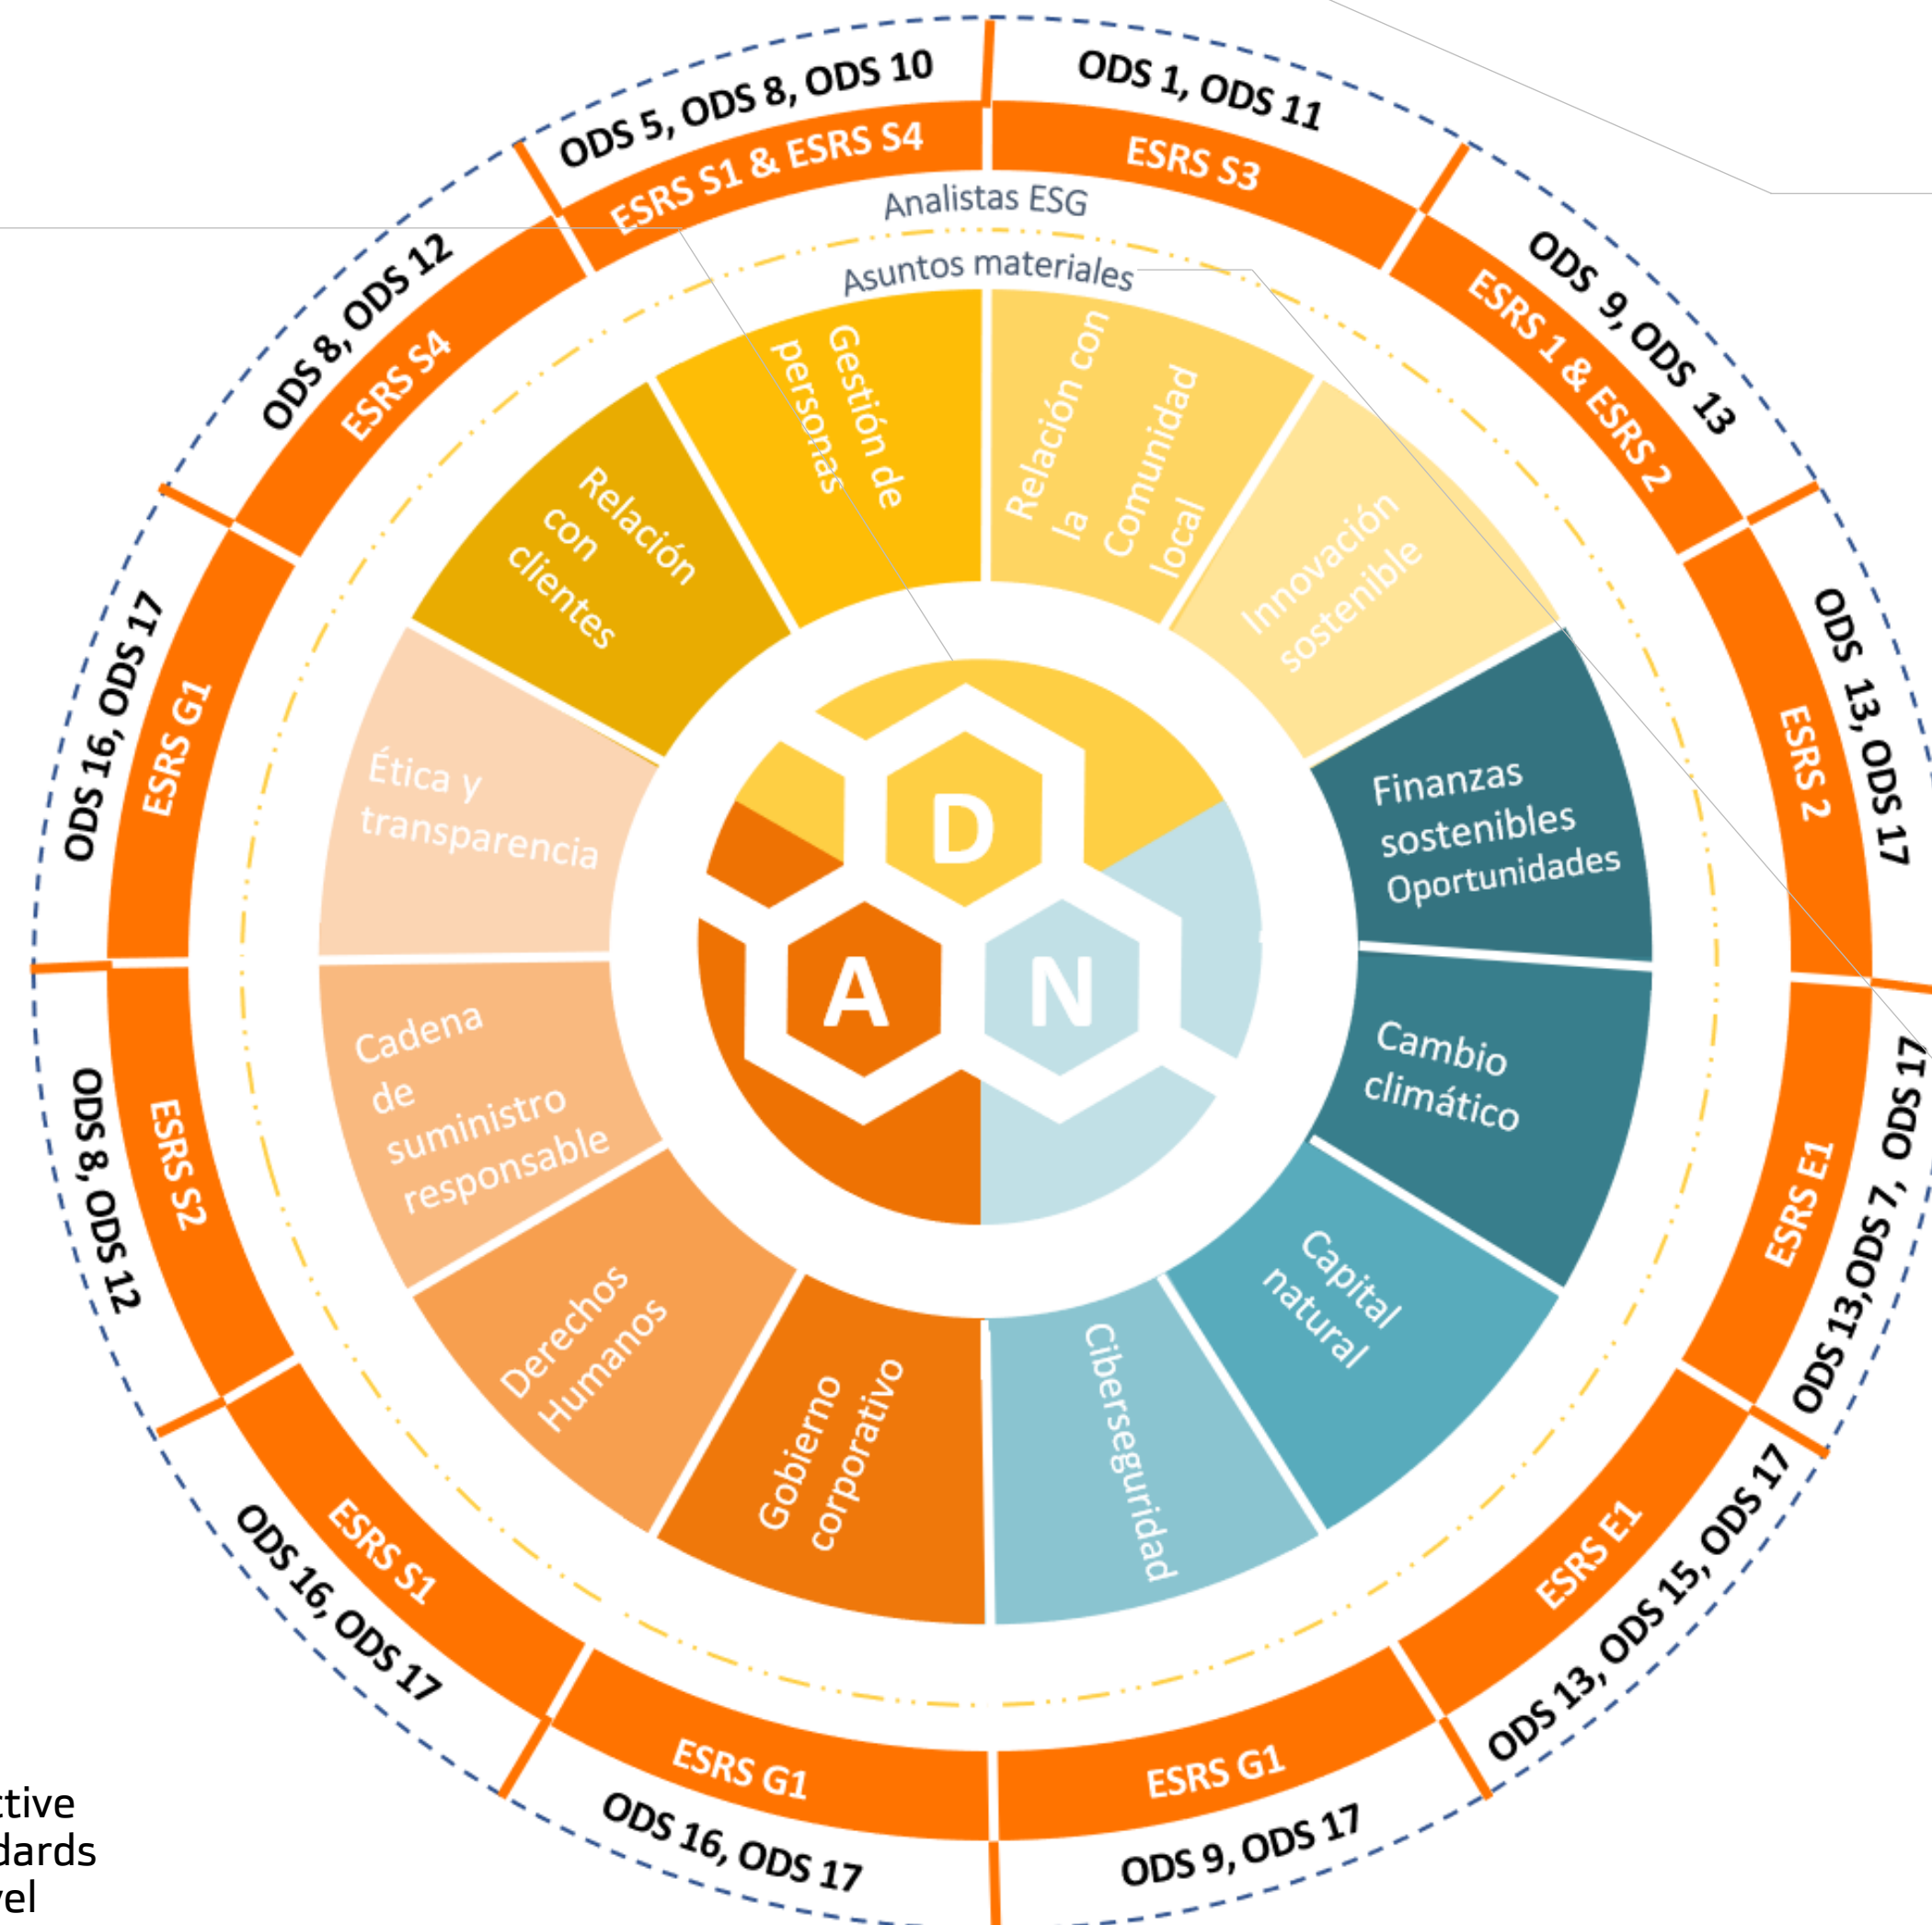 ODS 5, ODS 8, ODS 10
ODS 1, ODS 11
ODS 9, ODS 13
ODS 13, ODS 17
ODS 13,ODS 7, ODS 17
ODS 13, ODS 15, ODS 17
ODS 9, ODS 17
ODS 16, ODS 17
ODS 16, ODS 17
ODS 8, ODS 12
ODS 16, ODS 17
ODS 8, ODS 12
ESRS S1 & ESRS S4
ESRS S3
ESRS 1 & ESRS 2
ESRS 2
ESRS E1
ESRS E1
ESRS G1
ESRS G1
ESRS S1
ESRS S2
ESRS G1
ESRS S4
Analistas ESG
Asuntos materiales
Gestión de
personas
Relación con
la
Comunidad
local
Innovación
sostenible
Finanzas
sostenibles
Oportunidades
Cambio
climático
Capital
natural
Ciberseguridad
Gobierno
corporativo
Derechos
Humanos
Cadena
de
suministro
responsable
Ética y
transparencia
Relación
con
clientes
D
A
N